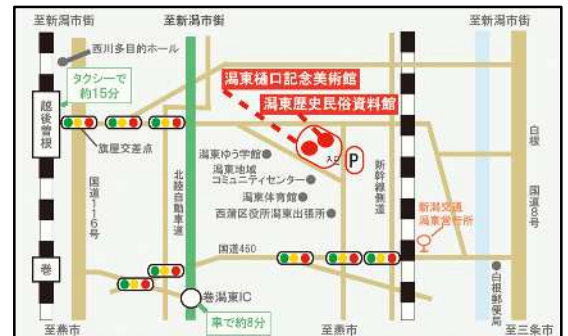 至新潟市街
至新潟市街
至新潟市街
西川多目的ホール
タクシーで
約15分
潟東樋口記念美術館
潟東歴史民俗資料館
越後曽根
旗屋交差点
国道116号
北陸自動車道
潟東ゆう学館
潟東地域
コミュニティセンター
潟東体育館
西蒲区役所潟東出張所
入口
P
新幹線側道
白根
国道8号
新潟交通
潟東営行所
国道460
巻
巻潟東IC
車で約8分
白根郵便局
至燕市
至燕市
至三条市